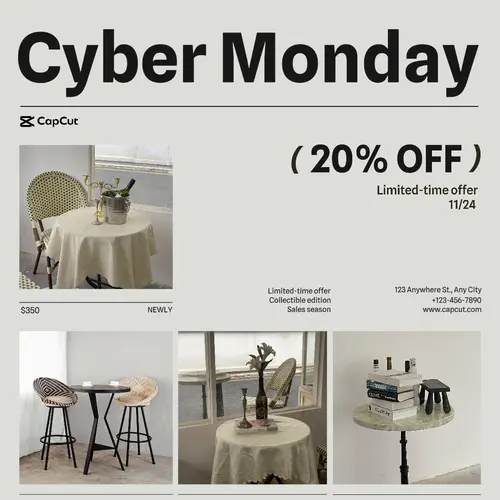 Cyber Monday
CapCut
( 20% OFF )
Limited-time offer
11/24
Limited-time offer
Collectible edition
Sales season
123 Anywhere St., Any City
+123-456-7890
www.capcut.com
$350
NEWLY